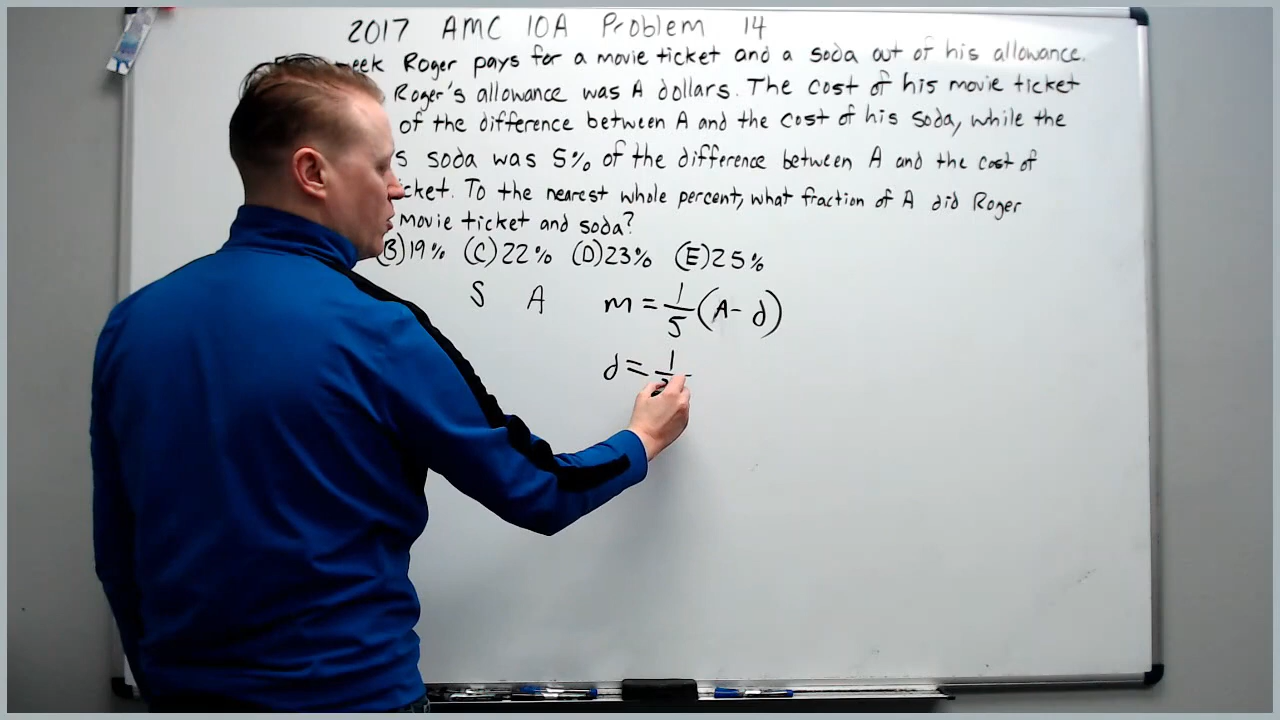 2017 AMC 10A Problem 14
Roger pays for a movie ticket and a soda out of his allowance.
Roger's allowance was A dollars. The cost of his movie ticket
of the difference between A and the cost of his soda, while the
soda was 5% of the difference between A and the cost of
To the nearest whole percent, what fraction of A did Roger
movie ticket and soda?
(B) 19% (C) 22% (D) 23% (E) 25%
S A m = 1/5 (A - d)
d = 1/